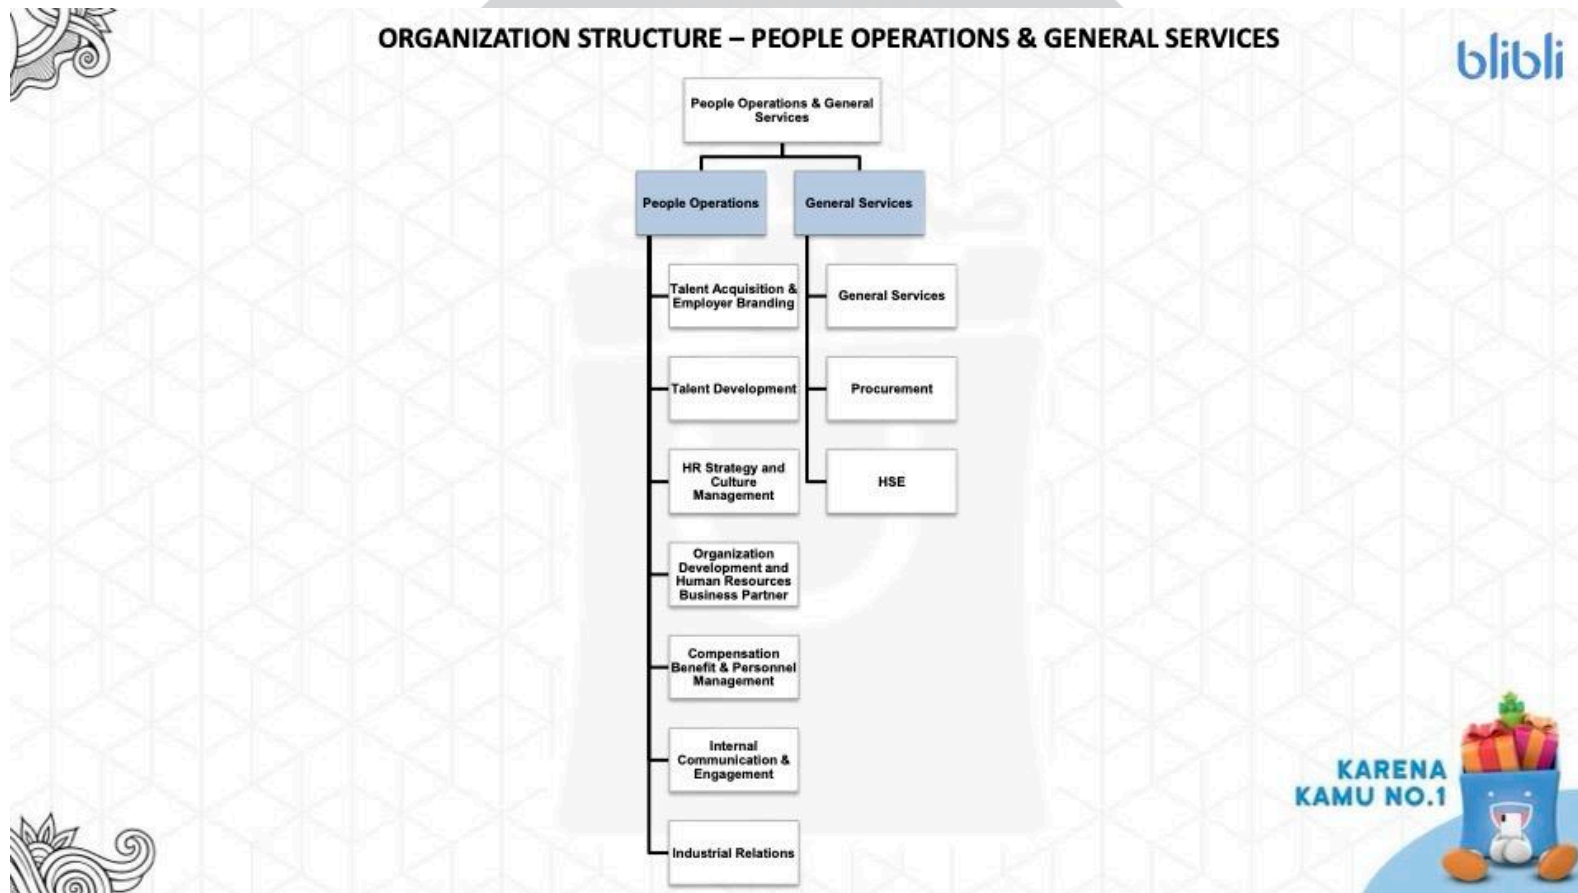 ORGANIZATION STRUCTURE – PEOPLE OPERATIONS & GENERAL SERVICES
blibli
People Operations & General
Services
People Operations
General Services
Talent Acquisition &
Employer Branding
General Services
Talent Development
Procurement
HR Strategy and
Culture
Management
HSE
Organization
Development and
Human Resources
Business Partner
Compensation
Benefit & Personnel
Management
Internal
Communication &
Engagement
Industrial Relations
KARENA
KAMU NO.1